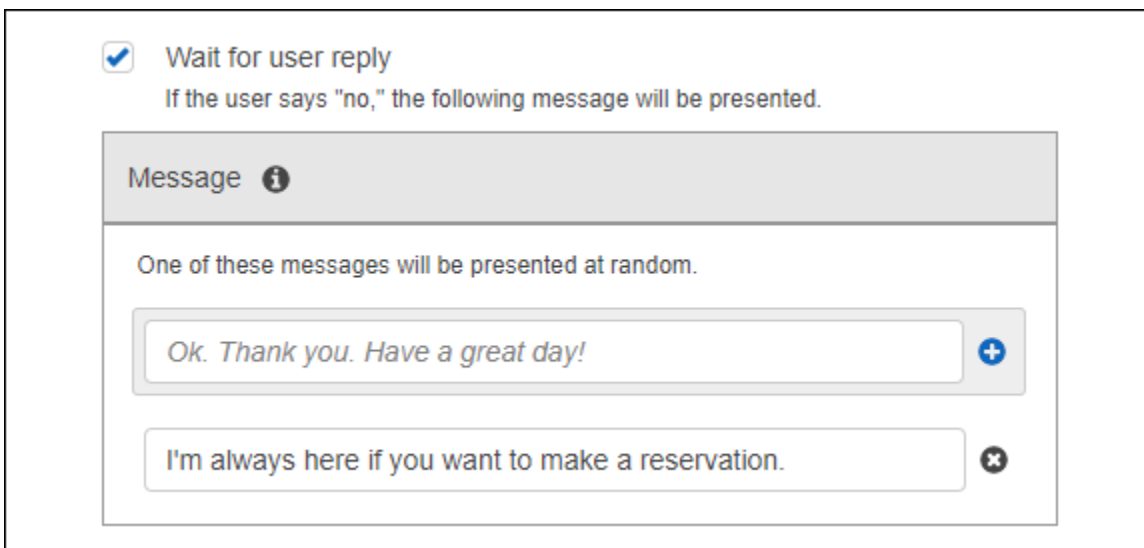 Wait for user reply
If the user says "no," the following message will be presented.
Message
One of these messages will be presented at random.
Ok. Thank you. Have a great day!
I'm always here if you want to make a reservation.